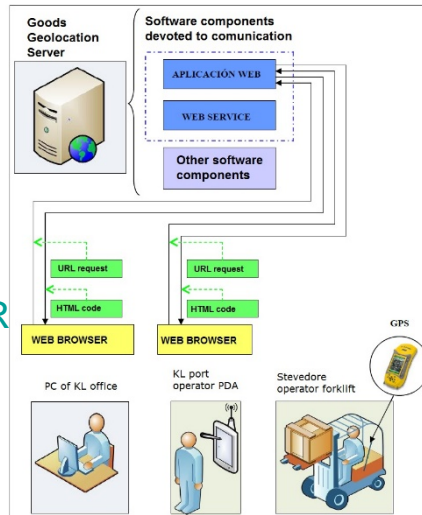 Goods
Geolocation
Server
Software components
devoted to comunication
APLICACIÓN WEB
WEB SERVICE
Other software
components
URL request
HTML code
WEB BROWSER
URL request
HTML code
WEB BROWSER
R
GPS
PC of KL office
KL port
operator PDA
Stevedore
operator forklift